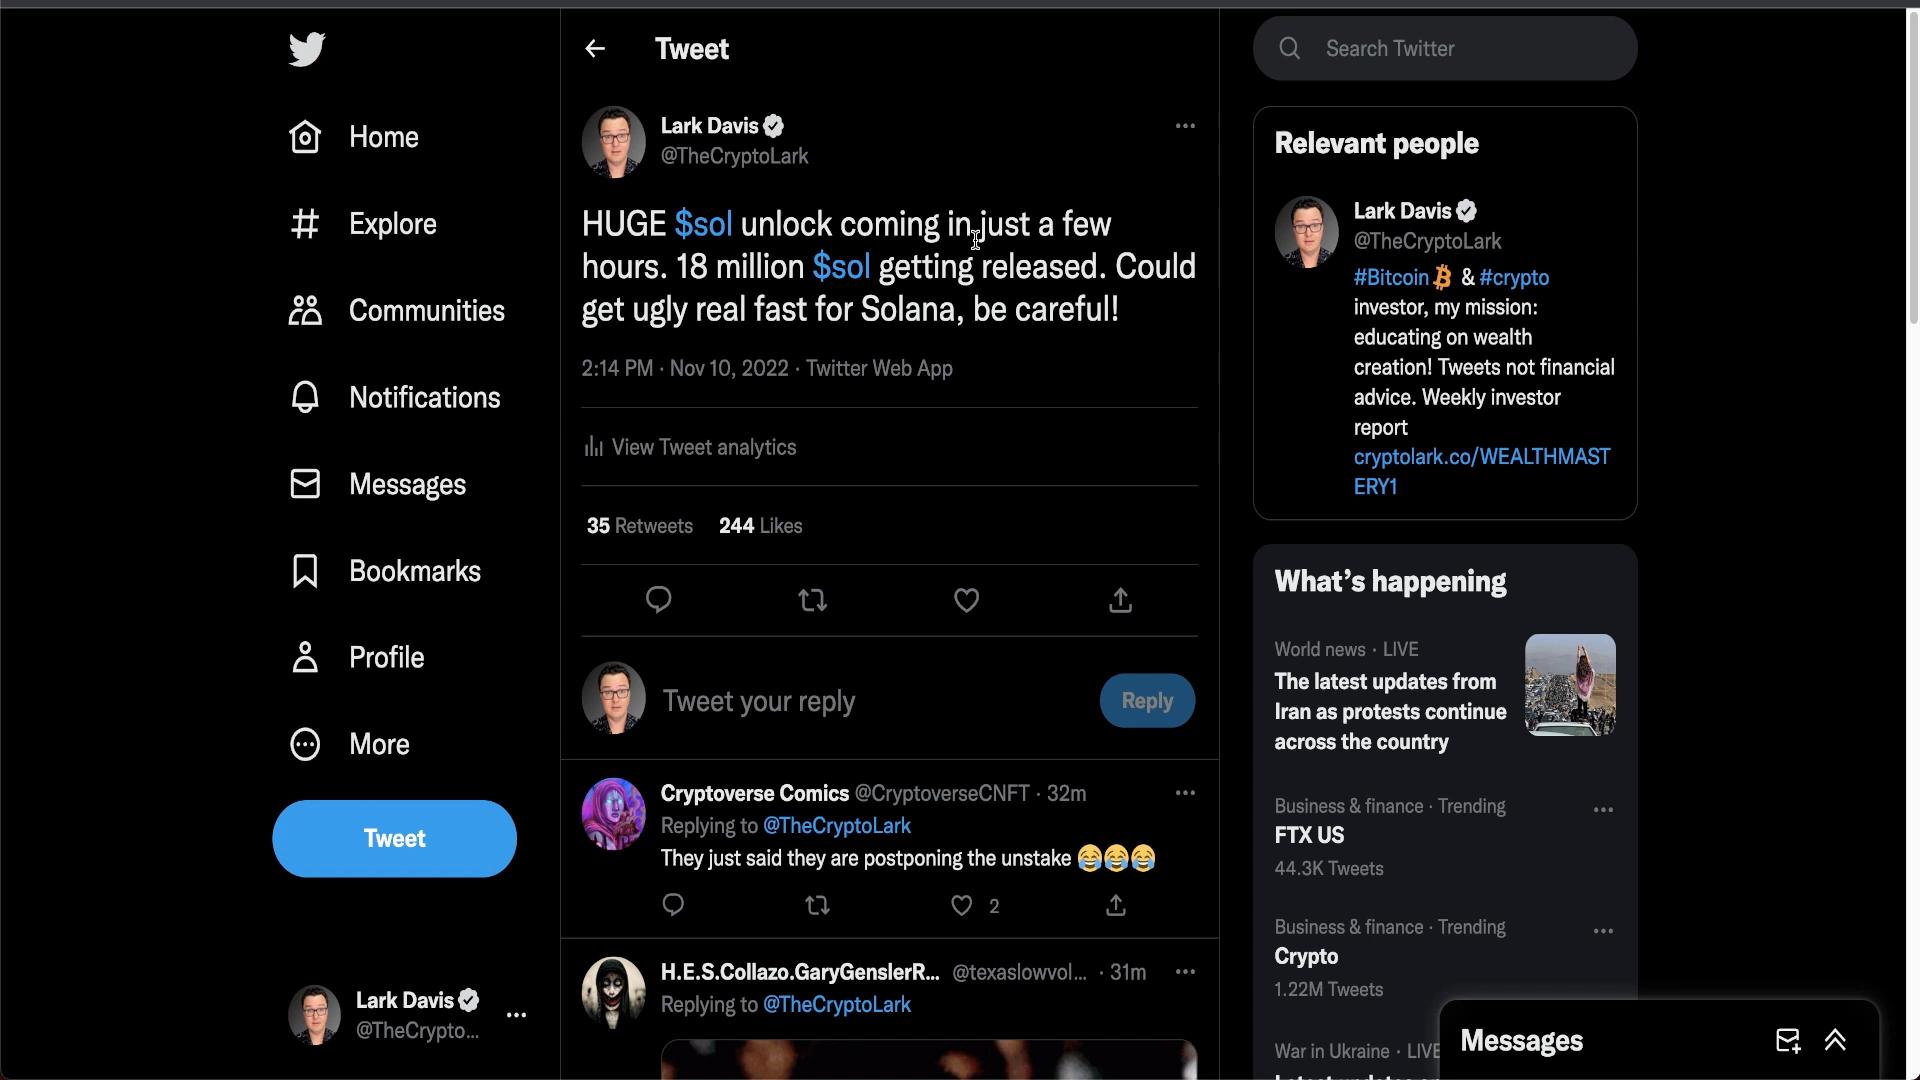 Home
Explore
Communities
Notifications
Messages
Bookmarks
Profile
More
Tweet
Lark Davis
@TheCrypto...
Tweet
Lark Davis
@TheCryptoLark
HUGE $sol unlock coming in just a few
hours. 18 million $sol getting released. Could
get ugly real fast for Solana, be careful!
2:14 PM · Nov 10, 2022 · Twitter Web App
View Tweet analytics
35 Retweets 244 Likes
Tweet your reply
Reply
Cryptoverse Comics @CryptoverseCNFT · 32m
Replying to @TheCryptoLark
They just said they are postponing the unstake 😂😂😂
2
H.E.S.Collazo.GaryGenslerR... @texaslowvol... · 31m
Replying to @TheCryptoLark
Search Twitter
Relevant people
Lark Davis
@TheCryptoLark
#Bitcoin & #crypto
investor, my mission:
educating on wealth
creation! Tweets not financial
advice. Weekly investor
report
cryptolark.co/WEALTHMAST
ERY1
What's happening
World news · LIVE
The latest updates from
Iran as protests continue
across the country
Business & finance · Trending
FTX US
44.3K Tweets
Business & finance · Trending
Crypto
1.22M Tweets
War in Ukraine · LIVE
Messages